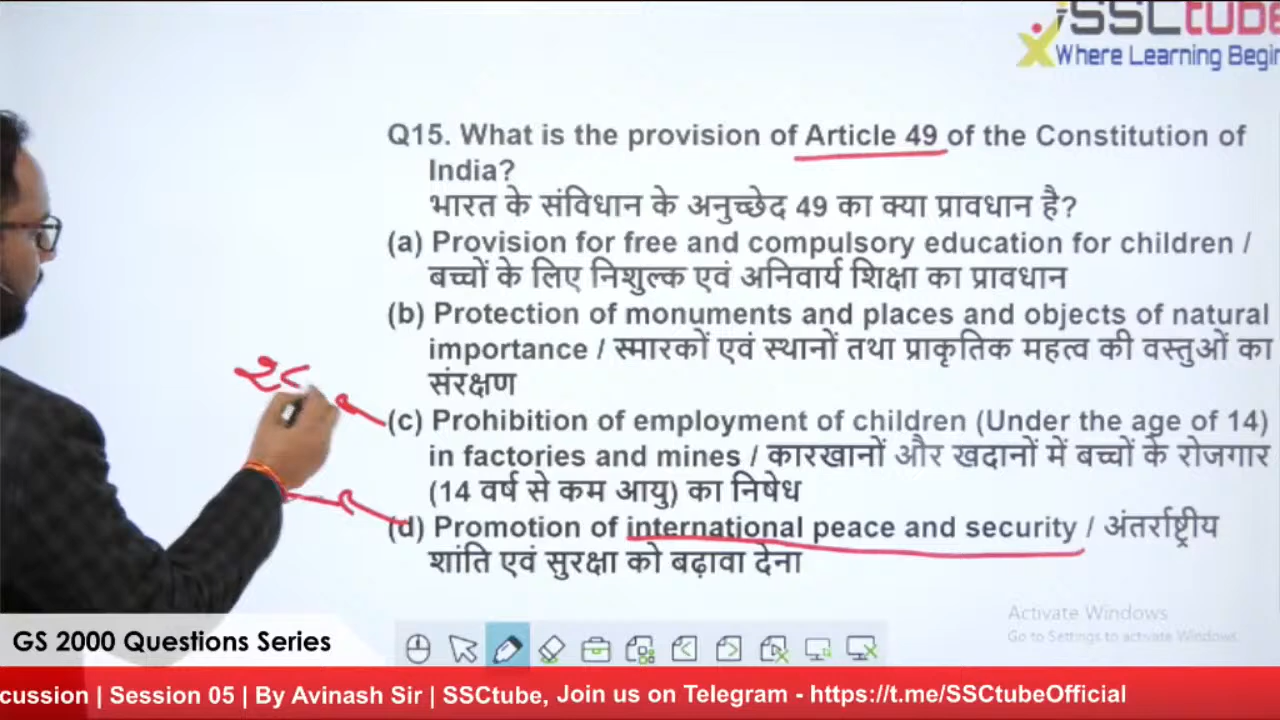 iSSCtube
Where Learning Begin
Q15. What is the provision of Article 49 of the Constitution of
India?
भारत के संविधान के अनुच्छेद 49 का क्या प्रावधान है?
(a) Provision for free and compulsory education for children /
बच्चों के लिए निशुल्क एवं अनिवार्य शिक्षा का प्रावधान
(b) Protection of monuments and places and objects of natural
importance / स्मारकों एवं स्थानों तथा प्राकृतिक महत्व की वस्तुओं का
संरक्षण
(c) Prohibition of employment of children (Under the age of 14)
in factories and mines / कारखानों और खदानों में बच्चों के रोजगार
(14 वर्ष से कम आयु) का निषेध
(d) Promotion of international peace and security / अंतर्राष्ट्रीय
शांति एवं सुरक्षा को बढ़ावा देना
Activate Windows
Go to Settings to activate Windows.
GS 2000 Questions Series
cussion | Session 05 | By Avinash Sir | SSCtube, Join us on Telegram - https://t.me/SSCtubeOfficial